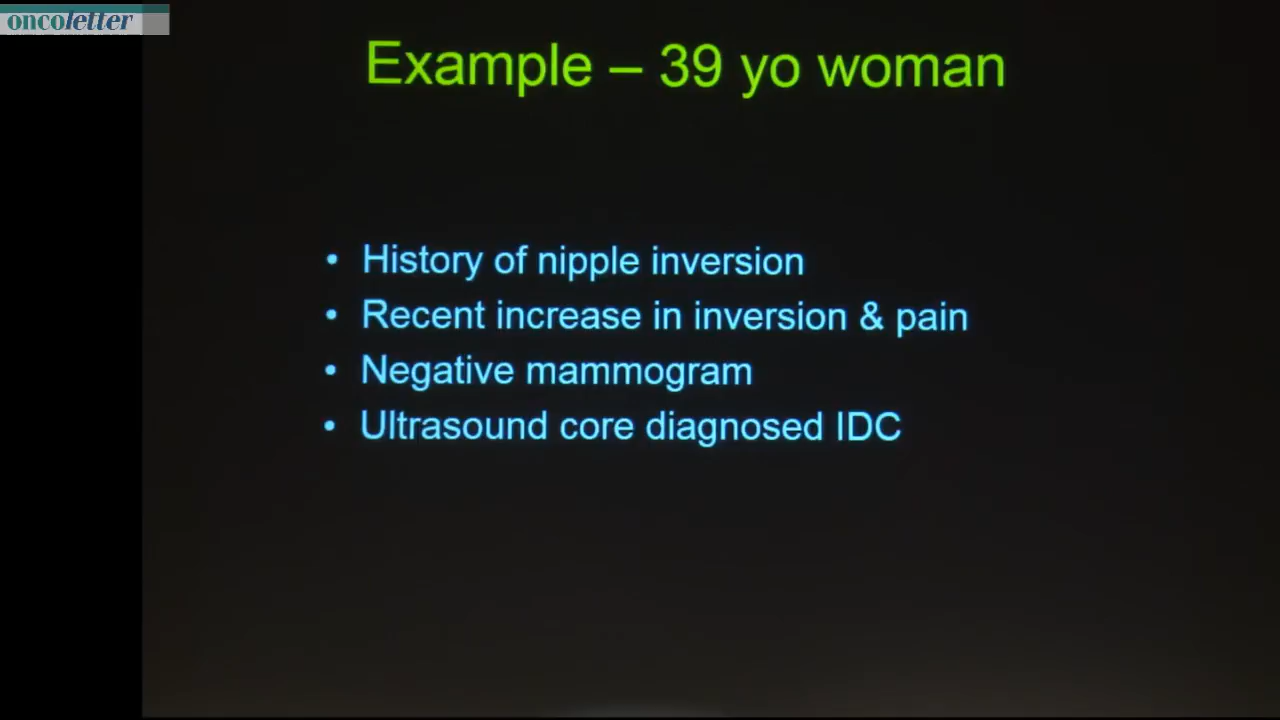 oncoletter
Example – 39 yo woman
• History of nipple inversion
• Recent increase in inversion & pain
• Negative mammogram
• Ultrasound core diagnosed IDC